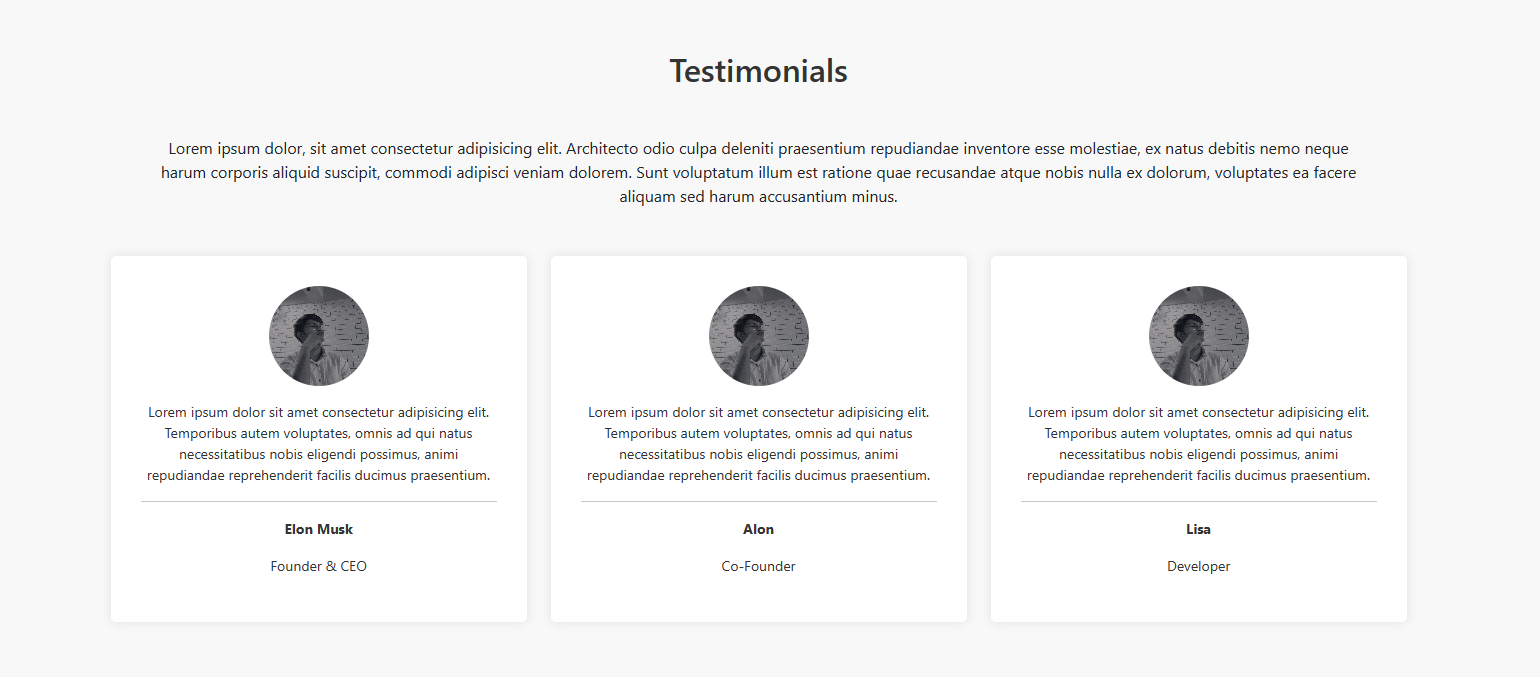 Testimonials
Lorem ipsum dolor, sit amet consectetur adipisicing elit. Architecto odio culpa deleniti praesentium repudiandae inventore esse molestiae, ex natus debitis nemo neque
harum corporis aliquid suscipit, commodi adipisci veniam dolorem. Sunt voluptatum illum est ratione quae recusandae atque nobis nulla ex dolorum, voluptates ea facere
aliquam sed harum accusantium minus.
Lorem ipsum dolor sit amet consectetur adipisicing elit.
Temporibus autem voluptates, omnis ad qui natus
necessitatibus nobis eligendi possimus, animi
repudiandae reprehenderit facilis ducimus praesentium.
Elon Musk
Founder & CEO
Lorem ipsum dolor sit amet consectetur adipisicing elit.
Temporibus autem voluptates, omnis ad qui natus
necessitatibus nobis eligendi possimus, animi
repudiandae reprehenderit facilis ducimus praesentium.
Alon
Co-Founder
Lorem ipsum dolor sit amet consectetur adipisicing elit.
Temporibus autem voluptates, omnis ad qui natus
necessitatibus nobis eligendi possimus, animi
repudiandae reprehenderit facilis ducimus praesentium.
Lisa
Developer